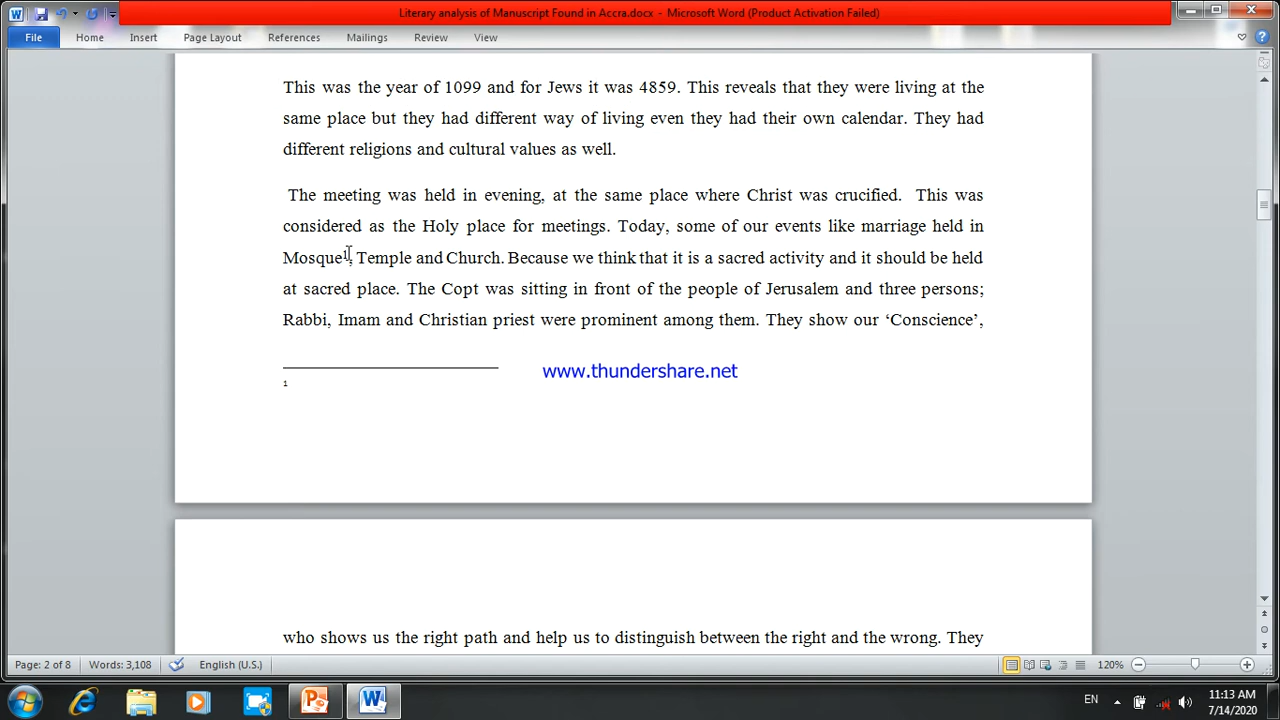 Literary analysis of Manuscript Found in Accra.docx - Microsoft Word (Product Activation Failed)
File Home Insert Page Layout References Mailings Review View
This was the year of 1099 and for Jews it was 4859. This reveals that they were living at the
same place but they had different way of living even they had their own calendar. They had
different religions and cultural values as well.
The meeting was held in evening, at the same place where Christ was crucified. This was
considered as the Holy place for meetings. Today, some of our events like marriage held in
Mosque1, Temple and Church. Because we think that it is a sacred activity and it should be held
at sacred place. The Copt was sitting in front of the people of Jerusalem and three persons;
Rabbi, Imam and Christian priest were prominent among them. They show our ‘Conscience’,
www.thundershare.net
1
who shows us the right path and help us to distinguish between the right and the wrong. They
Page: 2 of 8 Words: 3,108 English (U.S.) 120%
EN 11:13 AM
7/14/2020